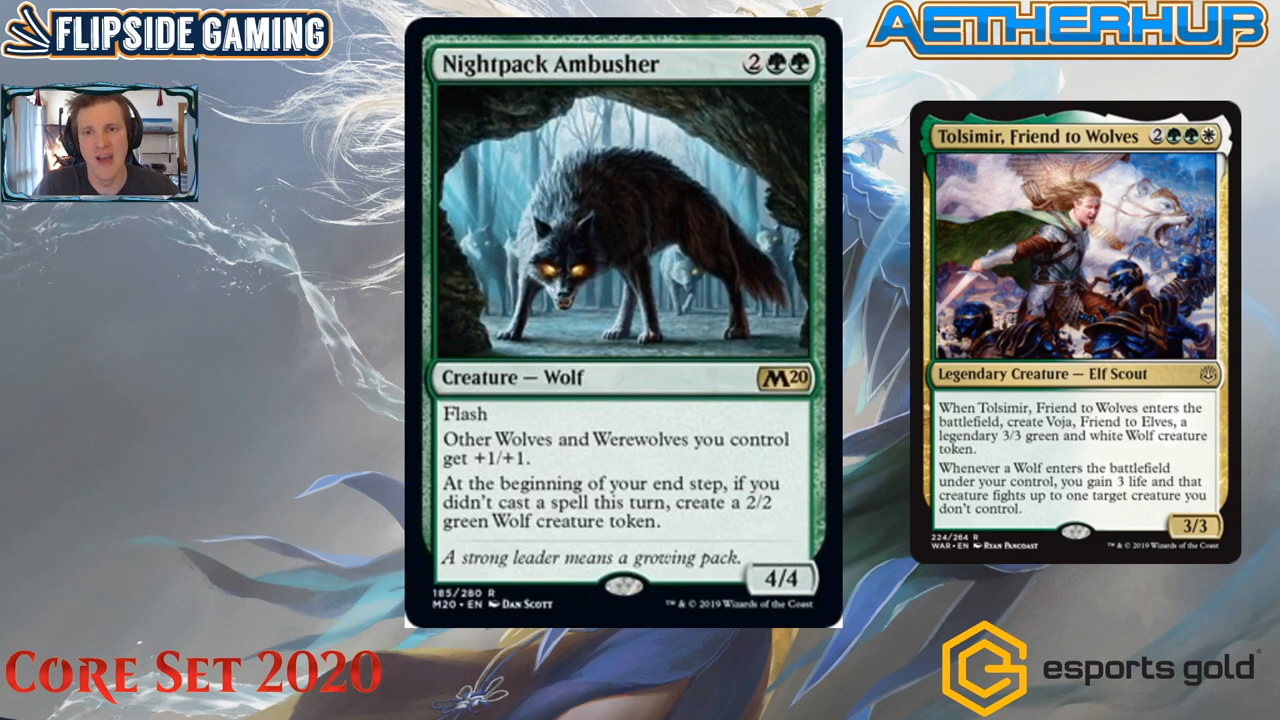 FLIPSIDE GAMING
AETHERHUB
Nightpack Ambusher 2
Creature — Wolf M20
Flash
Other Wolves and Werewolves you control
get +1/+1.
At the beginning of your end step, if you
didn't cast a spell this turn, create a 2/2
green Wolf creature token.
A strong leader means a growing pack.
4/4
185/280 R
M20 • EN Dan Scott
™ & © 2019 Wizards of the Coast
Tolsimir, Friend to Wolves 2
Legendary Creature — Elf Scout
When Tolsimir, Friend to Wolves enters the
battlefield, create Voja, Friend to Elves, a
legendary 3/3 green and white Wolf creature
token.
Whenever a Wolf enters the battlefield
under your control, you gain 3 life and that
creature fights up to one target creature you
don't control.
3/3
224/264 R
WAR • EN Ryan Pancoast
™ & © 2019 Wizards of the Coast
Core Set 2020
esports gold